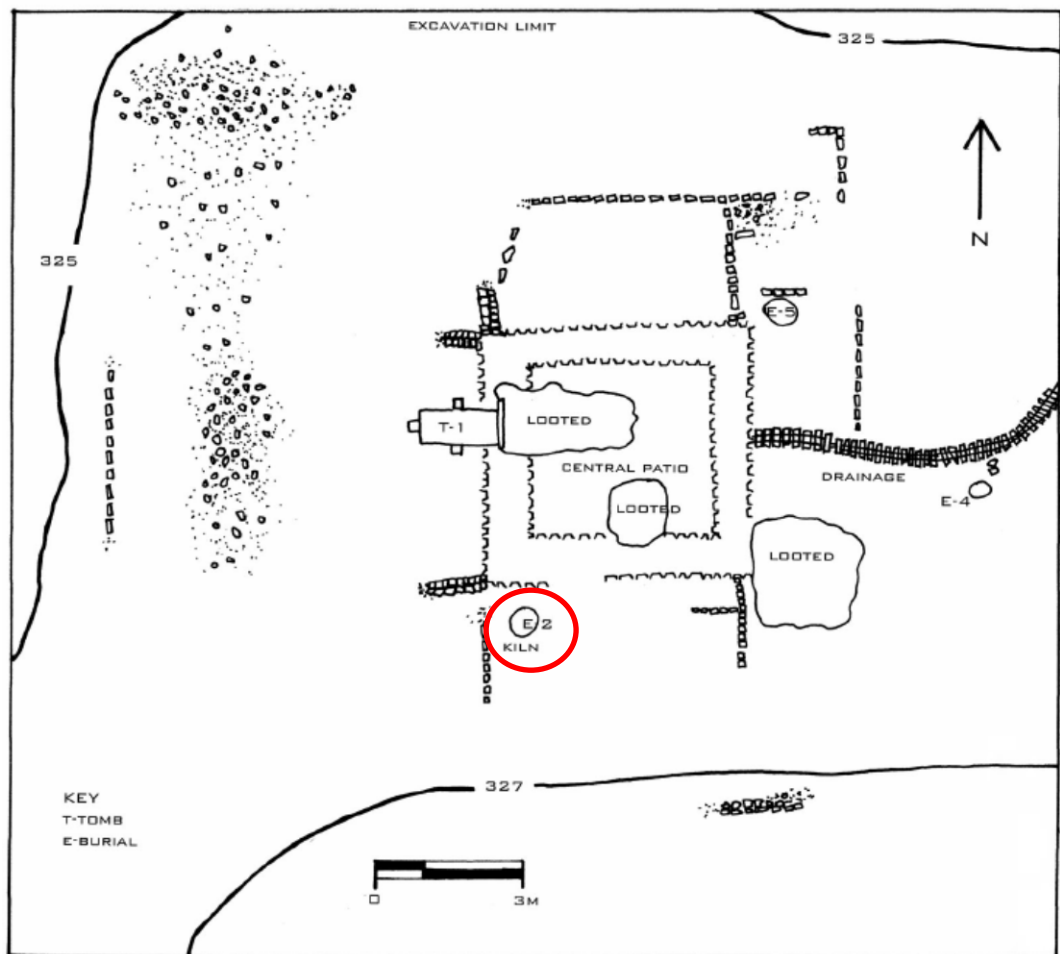 EXCAVATION LIMIT
325
325
N
E-5
T-1
LOOTED
CENTRAL PATIO
LOOTED
DRAINAGE
E-4
LOOTED
E-2
KILN
327
KEY
T-TOMB
E-BURIAL
0
3M